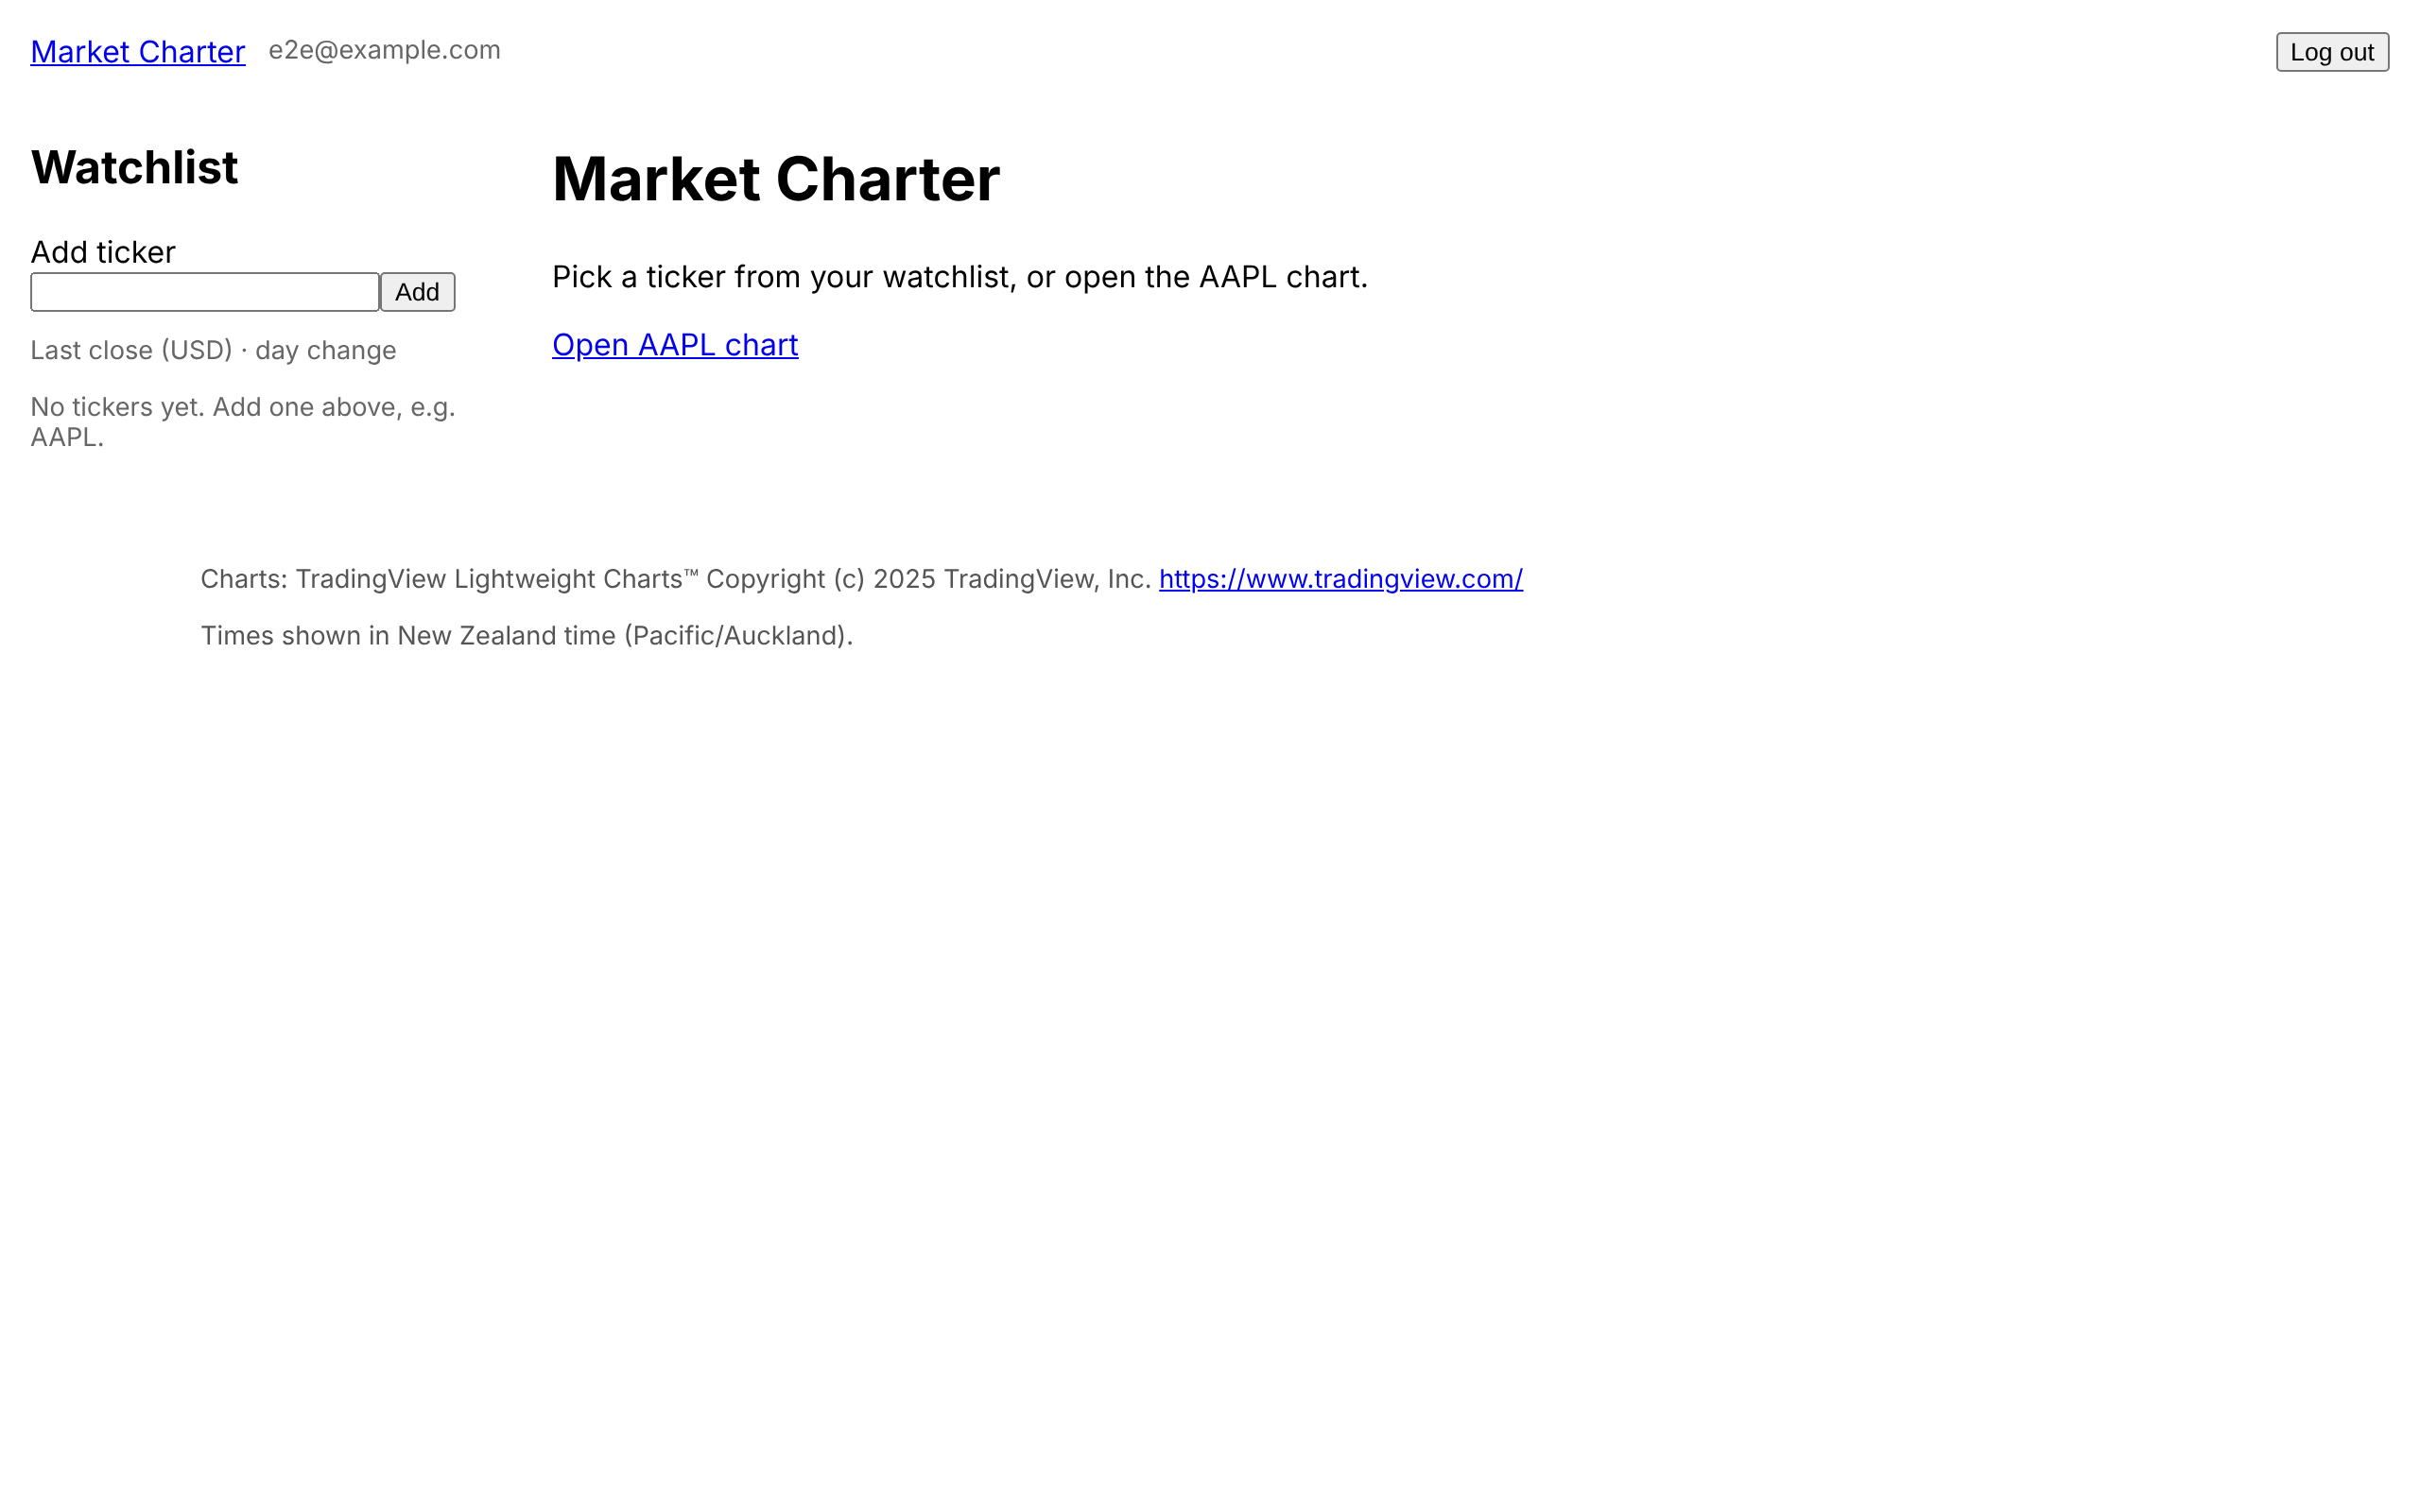 Market Charter e2e@example.com Log out
Watchlist
Add ticker
Add
Last close (USD) · day change
No tickers yet. Add one above, e.g.
AAPL.
Market Charter
Pick a ticker from your watchlist, or open the AAPL chart.
Open AAPL chart
Charts: TradingView Lightweight Charts™ Copyright (c) 2025 TradingView, Inc. https://www.tradingview.com/
Times shown in New Zealand time (Pacific/Auckland).